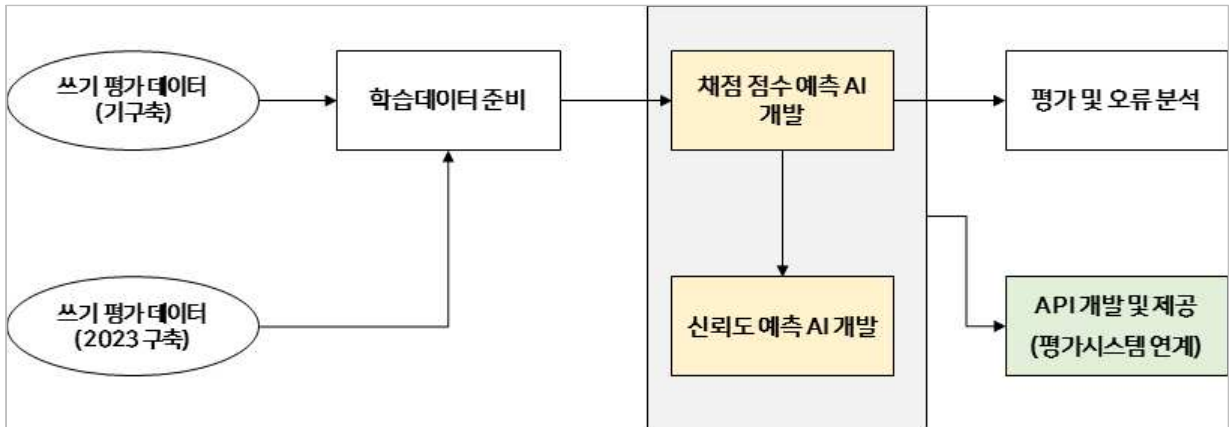 쓰기 평가 데이터
(기구축)
학습데이터 준비
채점 점수 예측 AI
개발
평가 및 오류 분석
쓰기 평가 데이터
(2023 구축)
신뢰도 예측 AI 개발
API 개발 및 제공
(평가시스템 연계)